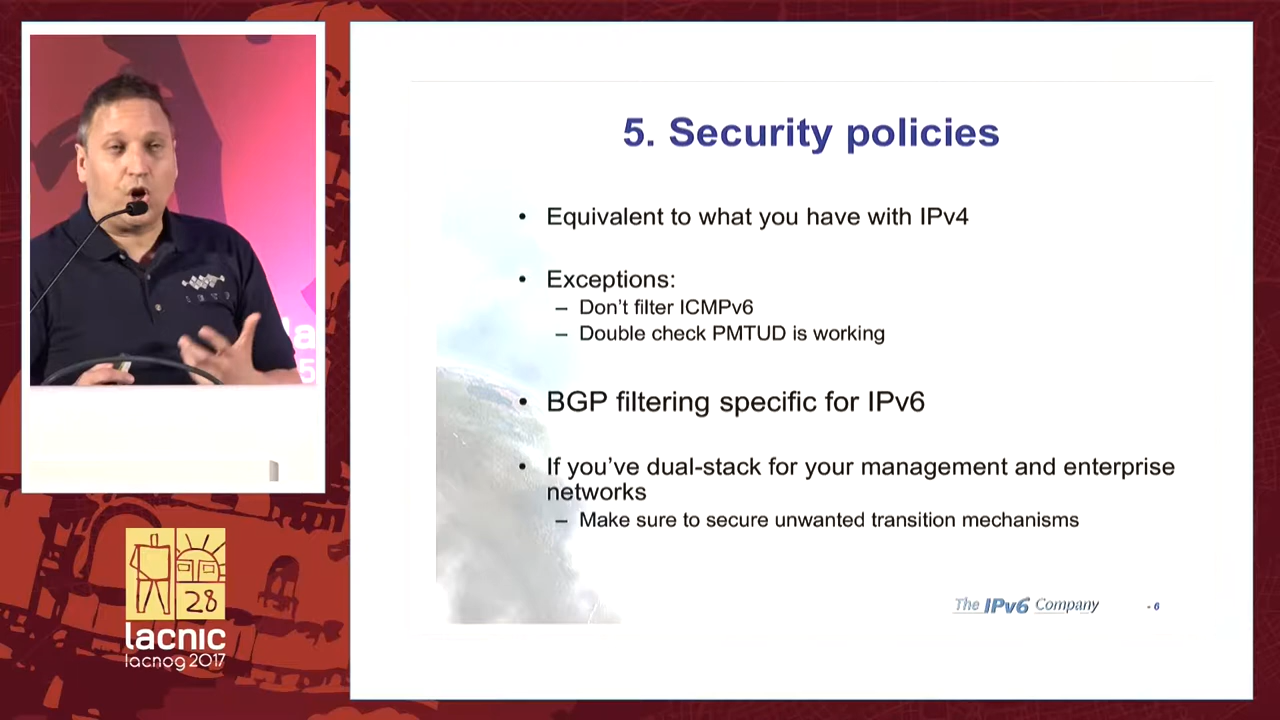 5. Security policies
• Equivalent to what you have with IPv4
• Exceptions:
– Don't filter ICMPv6
– Double check PMTUD is working
• BGP filtering specific for IPv6
• If you've dual-stack for your management and enterprise
networks
– Make sure to secure unwanted transition mechanisms
The IPv6 Company
- 6
la
5
28
lacnic
lacnog 2017